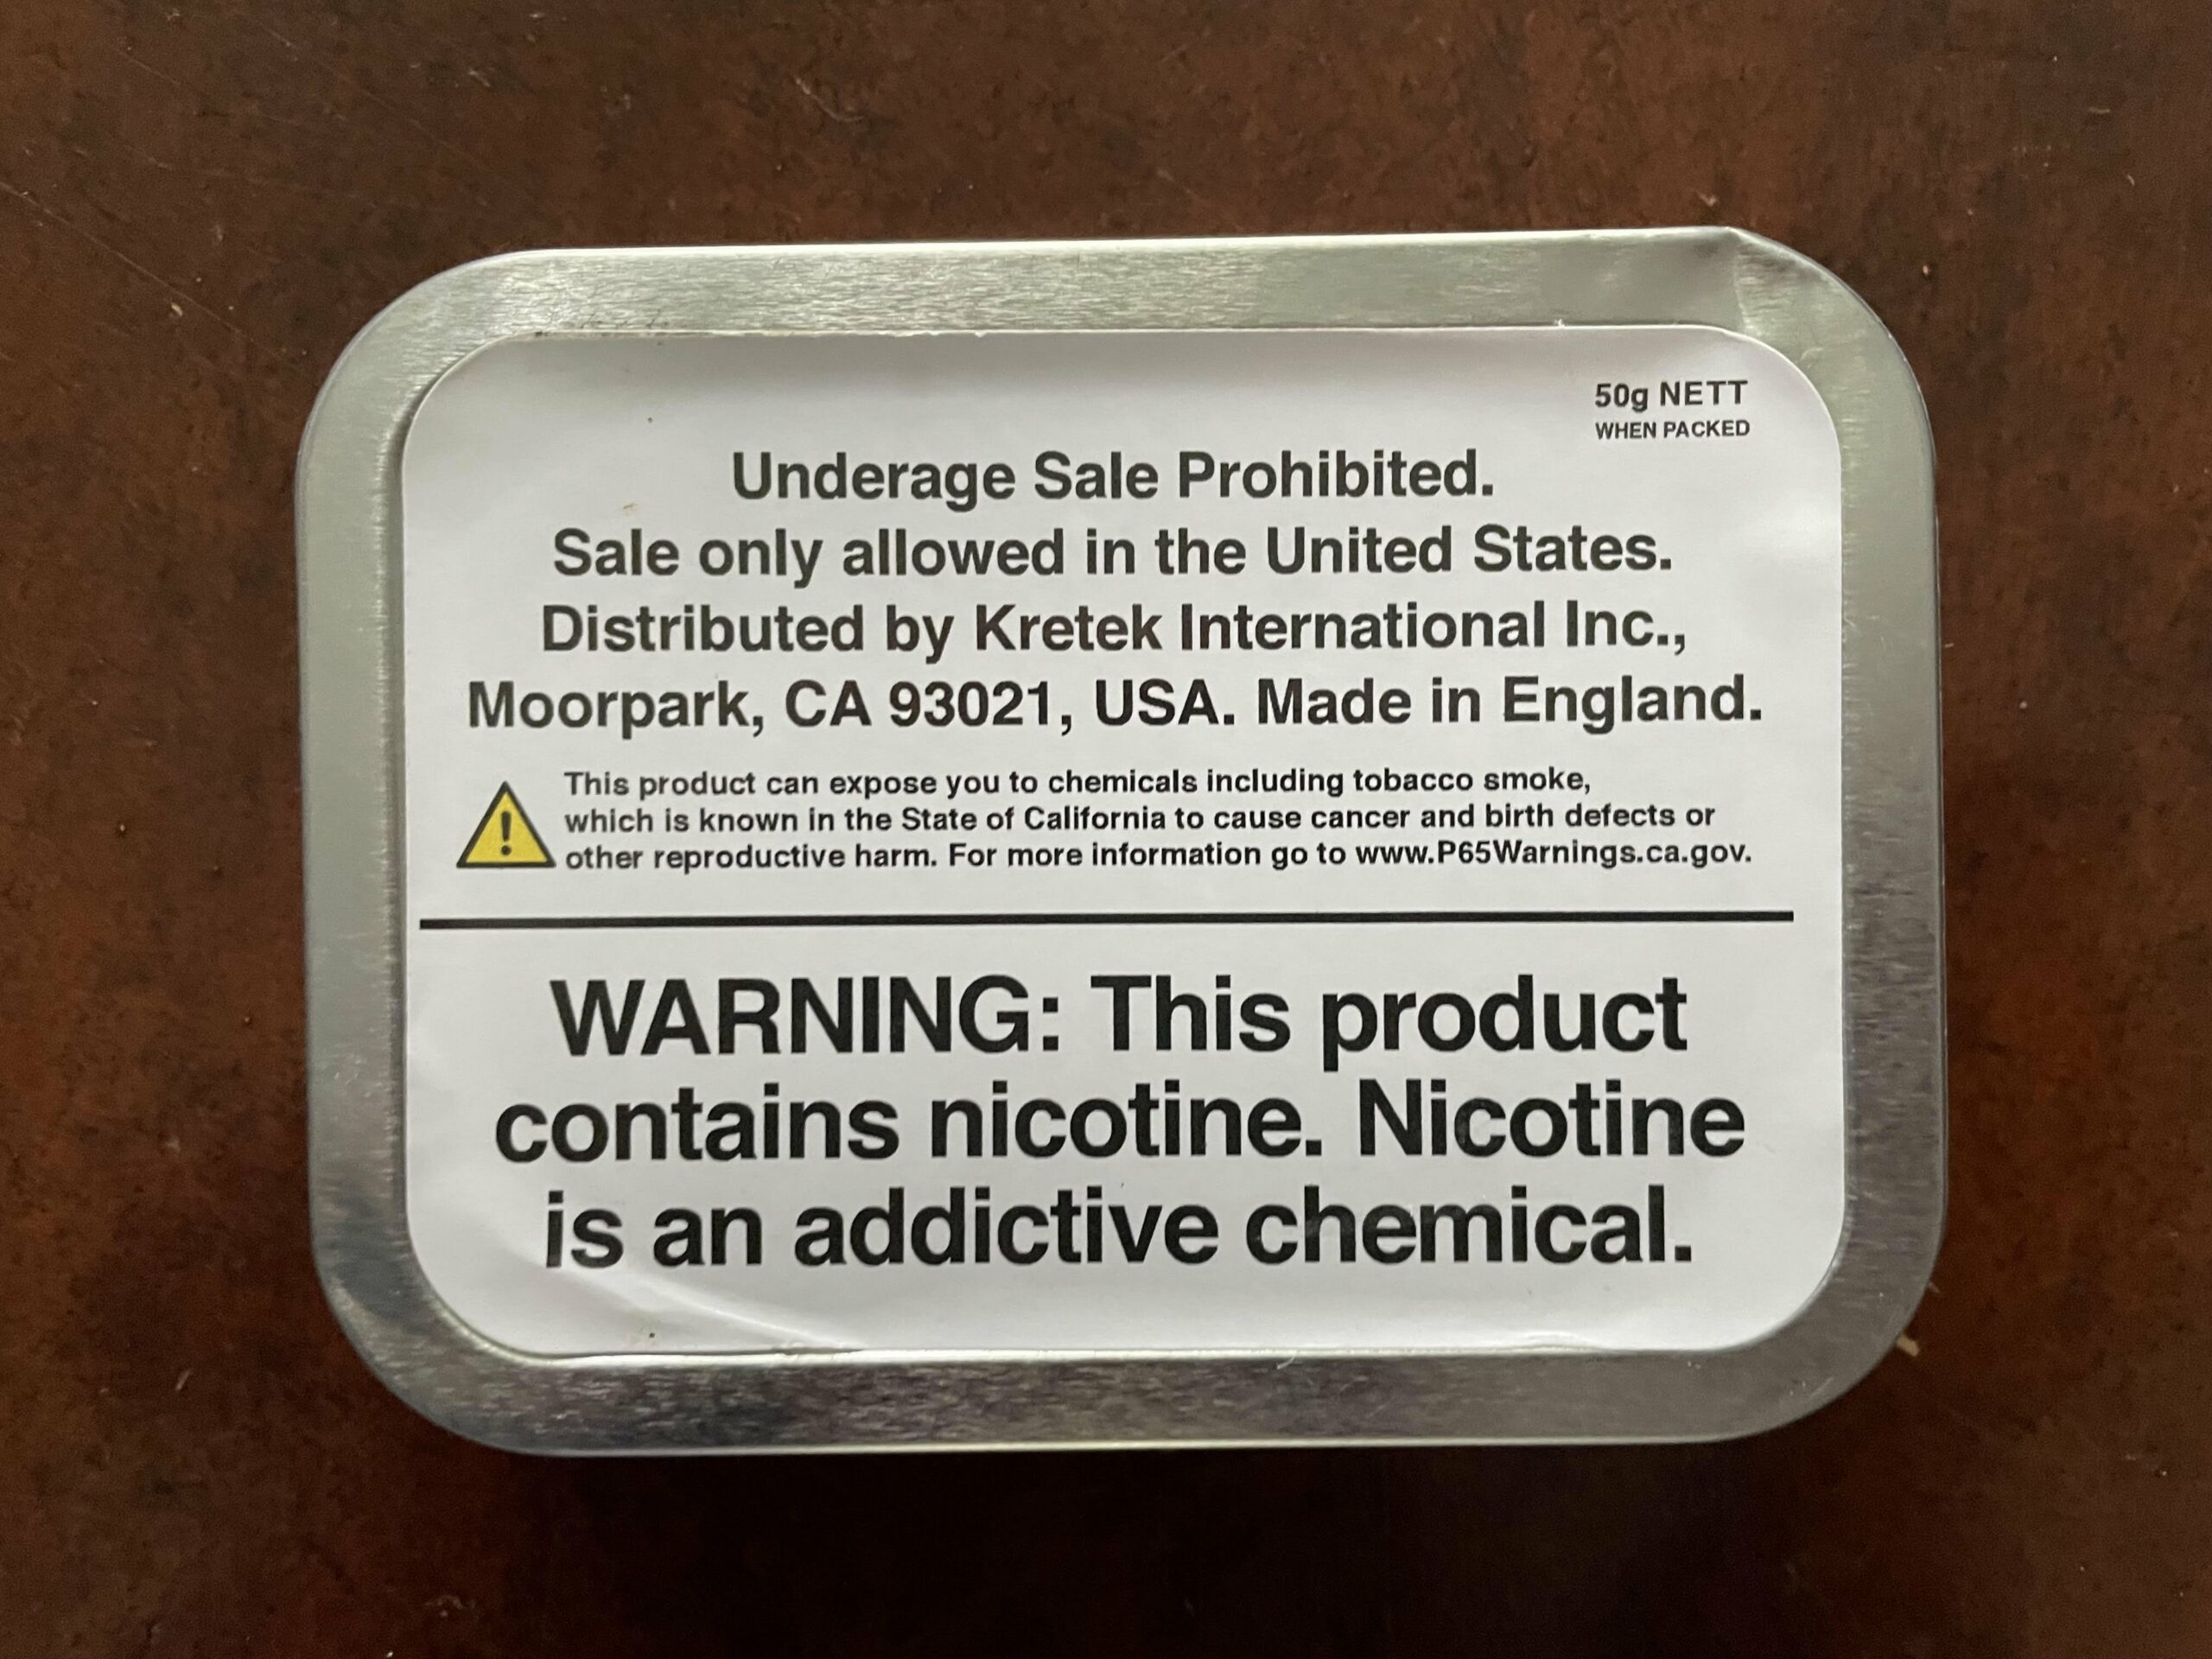 50g NETT
WHEN PACKED
Underage Sale Prohibited.
Sale only allowed in the United States.
Distributed by Kretek International Inc.,
Moorpark, CA 93021, USA. Made in England.
This product can expose you to chemicals including tobacco smoke,
which is known in the State of California to cause cancer and birth defects or
other reproductive harm. For more information go to www.P65Warnings.ca.gov.
WARNING: This product
contains nicotine. Nicotine
is an addictive chemical.